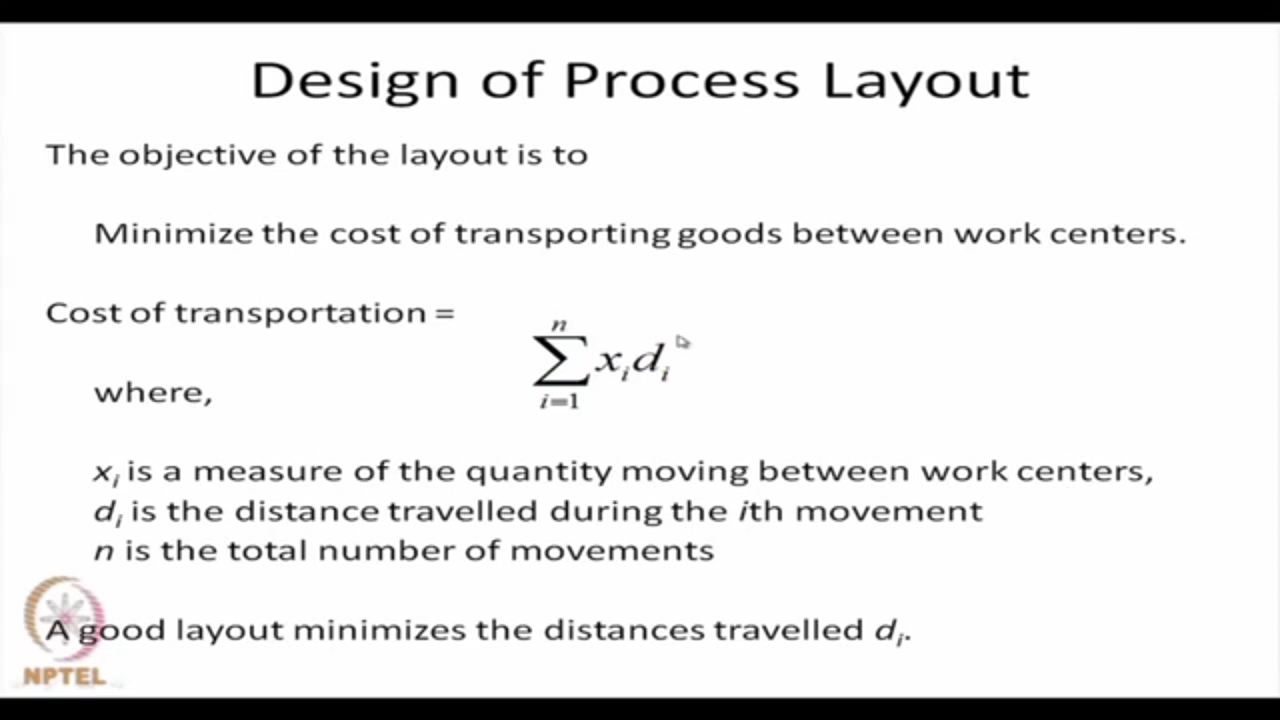 Design of Process Layout
The objective of the layout is to
Minimize the cost of transporting goods between work centers.
Cost of transportation =
n
∑ xᵢdᵢ
i=1
where,
xᵢ is a measure of the quantity moving between work centers,
dᵢ is the distance travelled during the ith movement
n is the total number of movements
A good layout minimizes the distances travelled dᵢ.
NPTEL